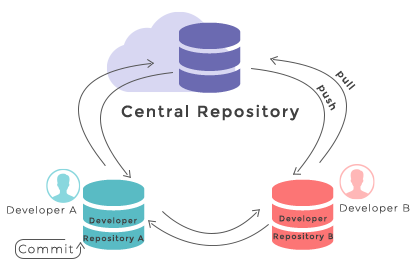 pull
push
Central Repository
Developer A
Developer
Repository A
Commit
Developer B
Developer
Repository B